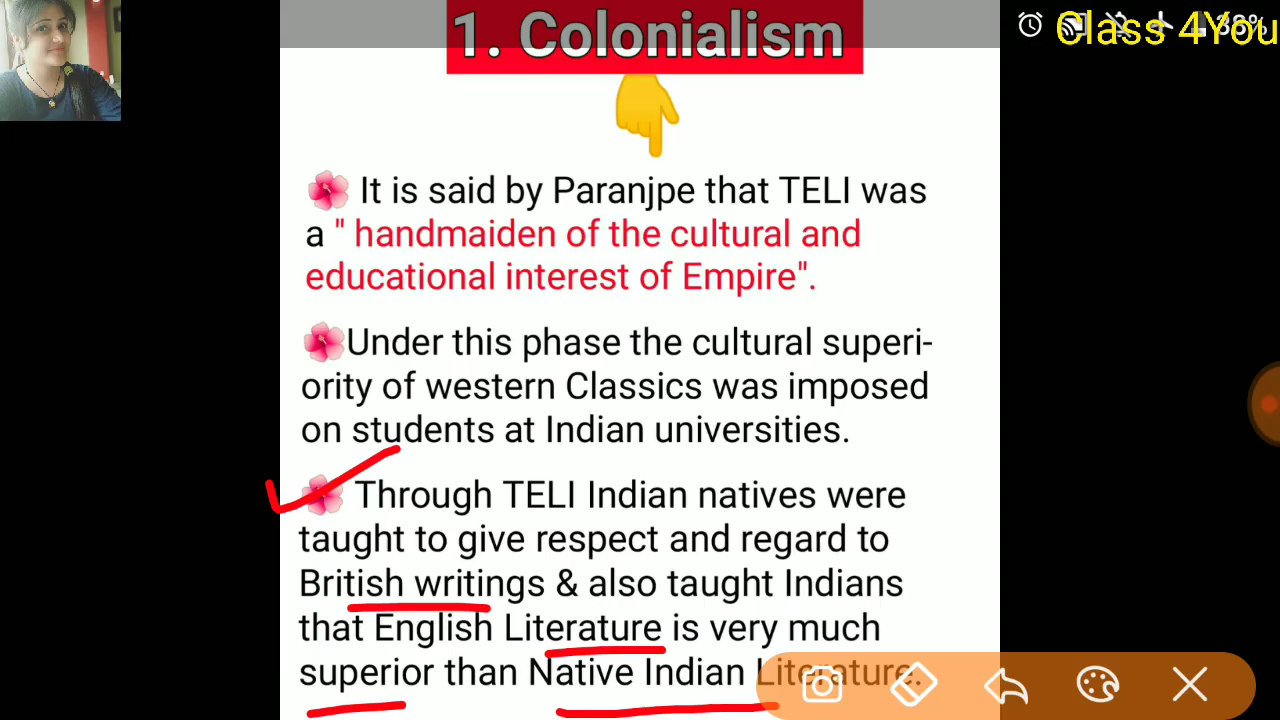 1. Colonialism
Class 4You
38%
It is said by Paranjpe that TELI was
a " handmaiden of the cultural and
educational interest of Empire".
Under this phase the cultural superi-
ority of western Classics was imposed
on students at Indian universities.
Through TELI Indian natives were
taught to give respect and regard to
British writings & also taught Indians
that English Literature is very much
superior than Native Indian Literature.